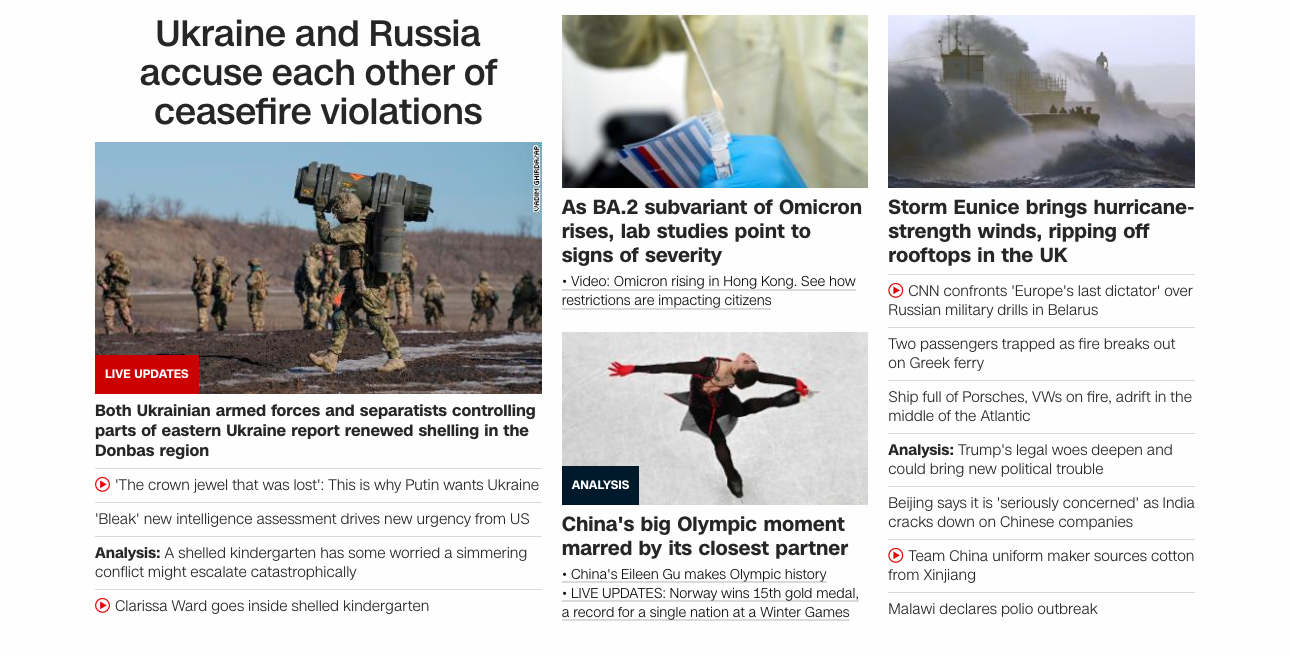 Ukraine and Russia
accuse each other of
ceasefire violations
VADIM GHIRDA/AP
LIVE UPDATES
Both Ukrainian armed forces and separatists controlling
parts of eastern Ukraine report renewed shelling in the
Donbas region
'The crown jewel that was lost': This is why Putin wants Ukraine
'Bleak' new intelligence assessment drives new urgency from US
Analysis: A shelled kindergarten has some worried a simmering
conflict might escalate catastrophically
Clarissa Ward goes inside shelled kindergarten
As BA.2 subvariant of Omicron
rises, lab studies point to
signs of severity
• Video: Omicron rising in Hong Kong. See how
restrictions are impacting citizens
ANALYSIS
China's big Olympic moment
marred by its closest partner
• China's Eileen Gu makes Olympic history
• LIVE UPDATES: Norway wins 15th gold medal,
a record for a single nation at a Winter Games
Storm Eunice brings hurricane-
strength winds, ripping off
rooftops in the UK
CNN confronts 'Europe's last dictator' over
Russian military drills in Belarus
Two passengers trapped as fire breaks out
on Greek ferry
Ship full of Porsches, VWs on fire, adrift in the
middle of the Atlantic
Analysis: Trump's legal woes deepen and
could bring new political trouble
Beijing says it is 'seriously concerned' as India
cracks down on Chinese companies
Team China uniform maker sources cotton
from Xinjiang
Malawi declares polio outbreak